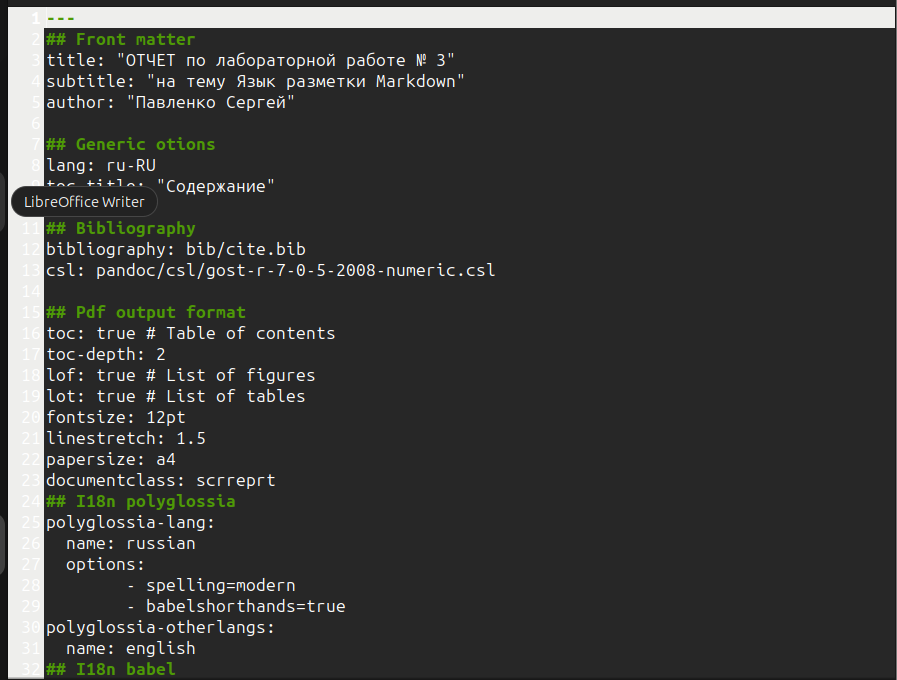 1 ---
2 ## Front matter
3 title: "ОТЧЕТ по лабораторной работе № 3"
4 subtitle: "на тему Язык разметки Markdown"
5 author: "Павленко Сергей"
6
7 ## Generic otions
8 lang: ru-RU
9 toc-title: "Содержание"
LibreOffice Writer
11 ## Bibliography
12 bibliography: bib/cite.bib
13 csl: pandoc/csl/gost-r-7-0-5-2008-numeric.csl
14
15 ## Pdf output format
16 toc: true # Table of contents
17 toc-depth: 2
18 lof: true # List of figures
19 lot: true # List of tables
20 fontsize: 12pt
21 linestretch: 1.5
22 papersize: a4
23 documentclass: scrreprt
24 ## I18n polyglossia
25 polyglossia-lang:
26   name: russian
27   options:
28         - spelling=modern
29         - babelshorthands=true
30 polyglossia-otherlangs:
31   name: english
32 ## I18n babel